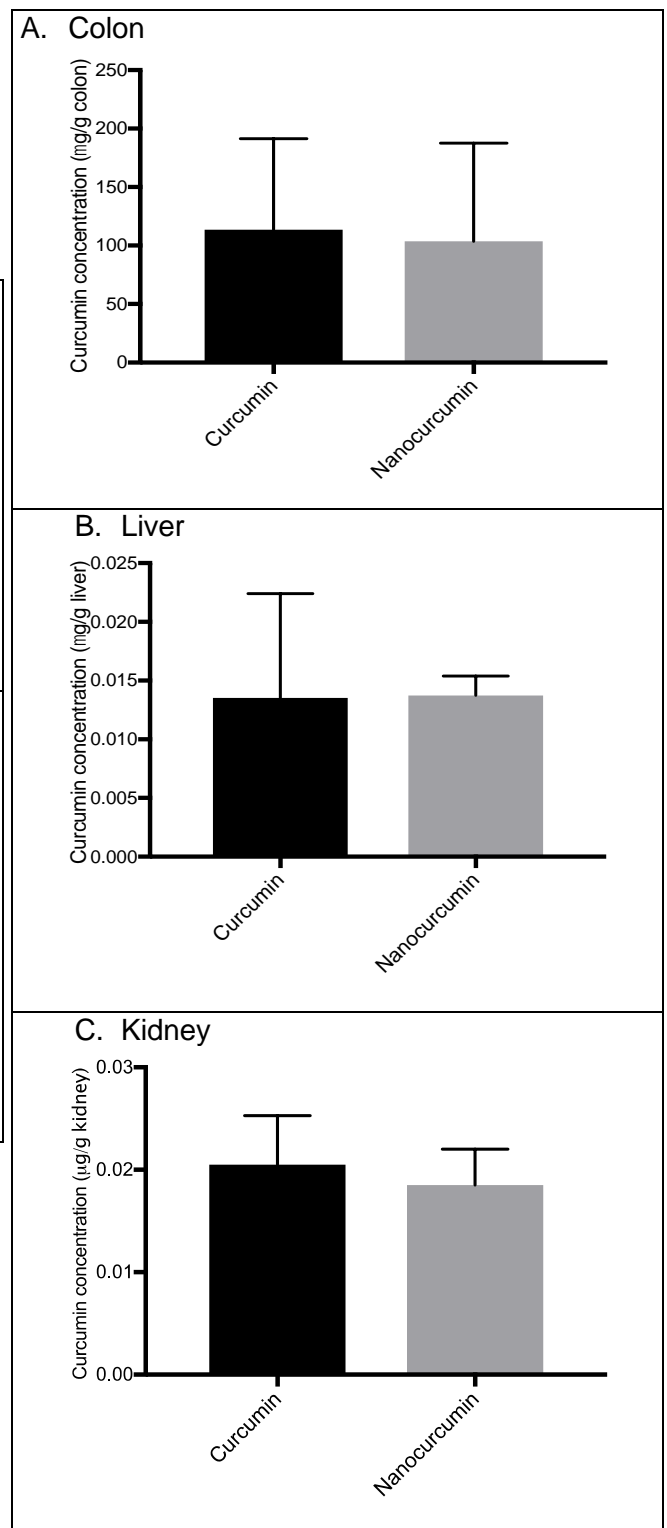 A. Colon
Curcumin concentration (mg/g colon)
250
200
150
100
50
0
Curcumin
Nanocurcumin
B. Liver
Curcumin concentration (mg/g liver)
0.025
0.020
0.015
0.010
0.005
0.000
Curcumin
Nanocurcumin
C. Kidney
Curcumin concentration (µg/g kidney)
0.03
0.02
0.01
0.00
Curcumin
Nanocurcumin